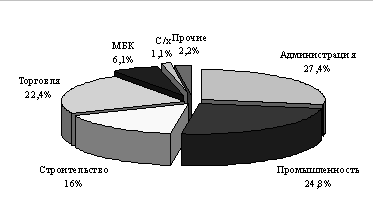 МБК
6,1%
С/х
1,1%
Прочие
2,2%
Администрация
27,4%
Торговля
22,4%
Строительство
16%
Промышленность
24,8%